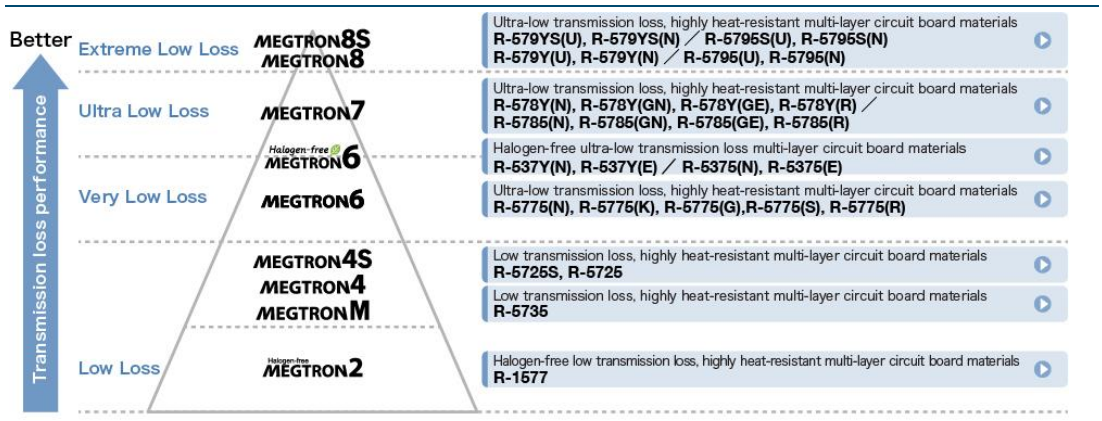 Better
Transmission loss performance
Extreme Low Loss
MEGTRON8S
MEGTRON8
Ultra-low transmission loss, highly heat-resistant multi-layer circuit board materials
R-579YS(U), R-579YS(N) ／ R-5795S(U), R-5795S(N)
R-579Y(U), R-579Y(N) ／ R-5795(U), R-5795(N)
Ultra Low Loss
MEGTRON7
Ultra-low transmission loss, highly heat-resistant multi-layer circuit board materials
R-578Y(N), R-578Y(GN), R-578Y(GE), R-578Y(R) ／
R-5785(N), R-5785(GN), R-5785(GE), R-5785(R)
Halogen-free
MEGTRON6
Halogen-free ultra-low transmission loss multi-layer circuit board materials
R-537Y(N), R-537Y(E) ／ R-5375(N), R-5375(E)
Very Low Loss
MEGTRON6
Ultra-low transmission loss, highly heat-resistant multi-layer circuit board materials
R-5775(N), R-5775(K), R-5775(G),R-5775(S), R-5775(R)
MEGTRON4S
MEGTRON4
Low transmission loss, highly heat-resistant multi-layer circuit board materials
R-5725S, R-5725
MEGTRONM
Low transmission loss, highly heat-resistant multi-layer circuit board materials
R-5735
Low Loss
Halogen-free
MEGTRON2
Halogen-free low transmission loss, highly heat-resistant multi-layer circuit board materials
R-1577